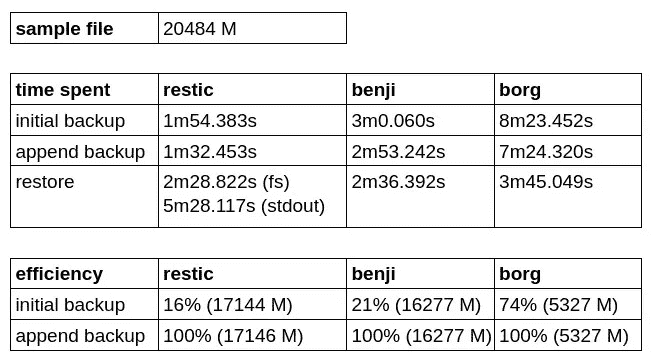 sample file 20484 M
time spent restic benji borg
initial backup 1m54.383s 3m0.060s 8m23.452s
append backup 1m32.453s 2m53.242s 7m24.320s
restore 2m28.822s (fs) 2m36.392s 3m45.049s
5m28.117s (stdout)
efficiency restic benji borg
initial backup 16% (17144 M) 21% (16277 M) 74% (5327 M)
append backup 100% (17146 M) 100% (16277 M) 100% (5327 M)